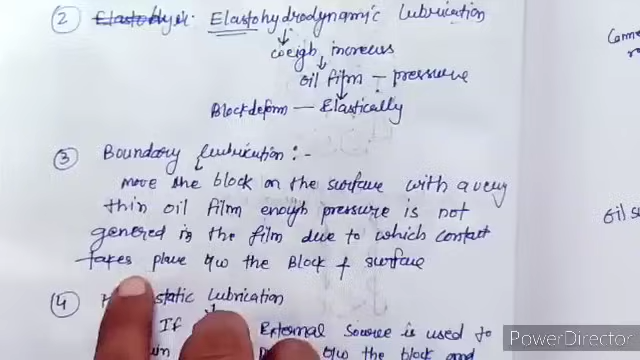 ② Elastohydrodynamic Lubrication
↓
weigh increases
↓
oil film - pressure
↓
Block deform - Elastically
③ Boundary Lubrication :-
move the block on the surface with a very
thin oil film enough pressure is not
genered in the film due to which contact
takes place b/w the Block & surface
④ static Lubrication
If External source is used to
b/w the block and
oil
PowerDirector